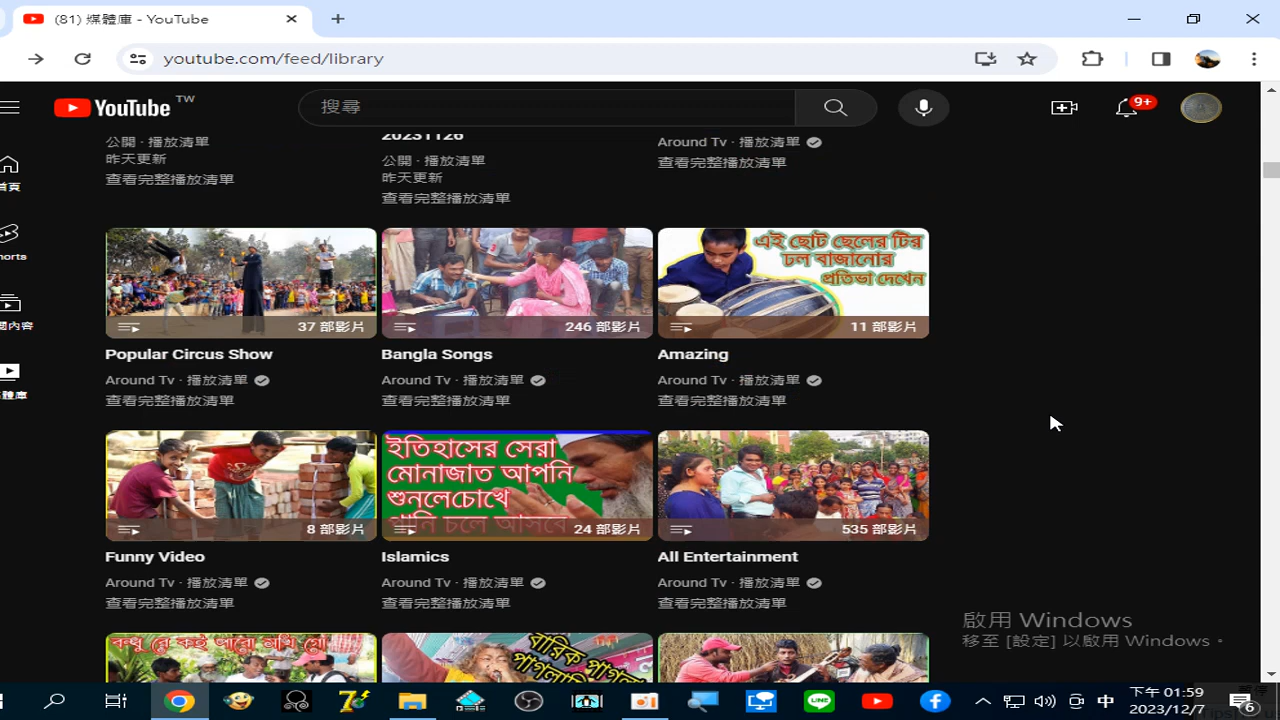 (81) 媒體庫 - YouTube
youtube.com/feed/library
YouTube TW
搜尋
9+
公開 · 播放清單
昨天更新
查看完整播放清單
20231126
公開 · 播放清單
昨天更新
查看完整播放清單
Around Tv · 播放清單
查看完整播放清單
37 部影片
Popular Circus Show
Around Tv · 播放清單
查看完整播放清單
246 部影片
Bangla Songs
Around Tv · 播放清單
查看完整播放清單
এই ছোট ছেলের টির
ঢল বাজানোর
প্রতিভা দেখেন
11 部影片
Amazing
Around Tv · 播放清單
查看完整播放清單
8 部影片
Funny Video
Around Tv · 播放清單
查看完整播放清單
ইতিহাসের সেরা
মোনাজাত আপনি
শুনলেচোখে
পানি চলে আসবে
24 部影片
Islamics
Around Tv · 播放清單
查看完整播放清單
535 部影片
All Entertainment
Around Tv · 播放清單
查看完整播放清單
বারিক পাগলা
啟用 Windows
移至 [設定] 以啟用 Windows。
中
下午 01:59
2023/12/7
6